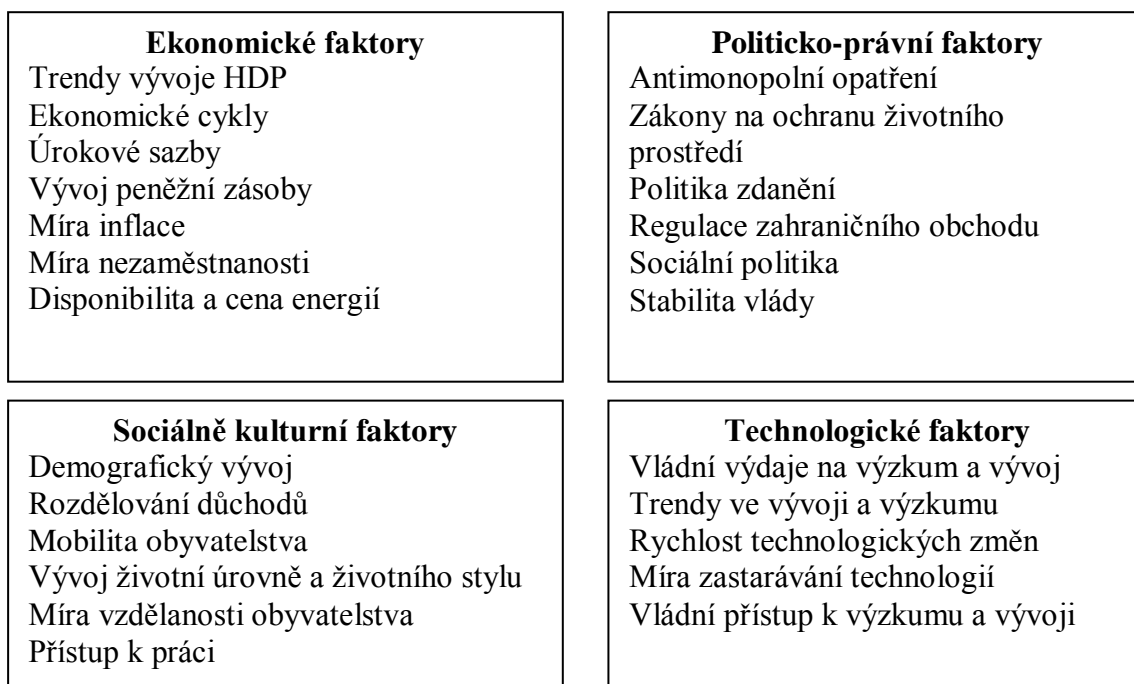 Ekonomické faktory
Trendy vývoje HDP
Ekonomické cykly
Úrokové sazby
Vývoj peněžní zásoby
Míra inflace
Míra nezaměstnanosti
Disponibilita a cena energií
Politicko-právní faktory
Antimonopolní opatření
Zákony na ochranu životního
prostředí
Politika zdanění
Regulace zahraničního obchodu
Sociální politika
Stabilita vlády
Sociálně kulturní faktory
Demografický vývoj
Rozdělování důchodů
Mobilita obyvatelstva
Vývoj životní úrovně a životního stylu
Míra vzdělanosti obyvatelstva
Přístup k práci
Technologické faktory
Vládní výdaje na výzkum a vývoj
Trendy ve vývoji a výzkumu
Rychlost technologických změn
Míra zastarávání technologií
Vládní přístup k výzkumu a vývoji